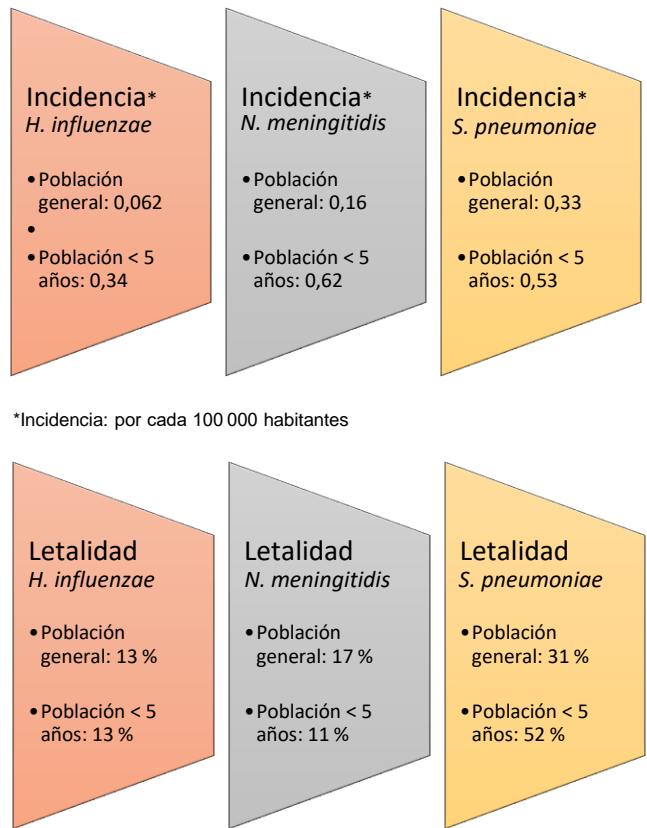 Incidencia*
H. influenzae
•Población
general: 0,062
•
•Población < 5
años: 0,34
Incidencia*
N. meningitidis
•Población
general: 0,16
•Población < 5
años: 0,62
Incidencia*
S. pneumoniae
•Población
general: 0,33
•Población < 5
años: 0,53
*Incidencia: por cada 100 000 habitantes
Letalidad
H. influenzae
•Población
general: 13 %
•Población < 5
años: 13 %
Letalidad
N. meningitidis
•Población
general: 17 %
•Población < 5
años: 11 %
Letalidad
S. pneumoniae
•Población
general: 31 %
•Población < 5
años: 52 %